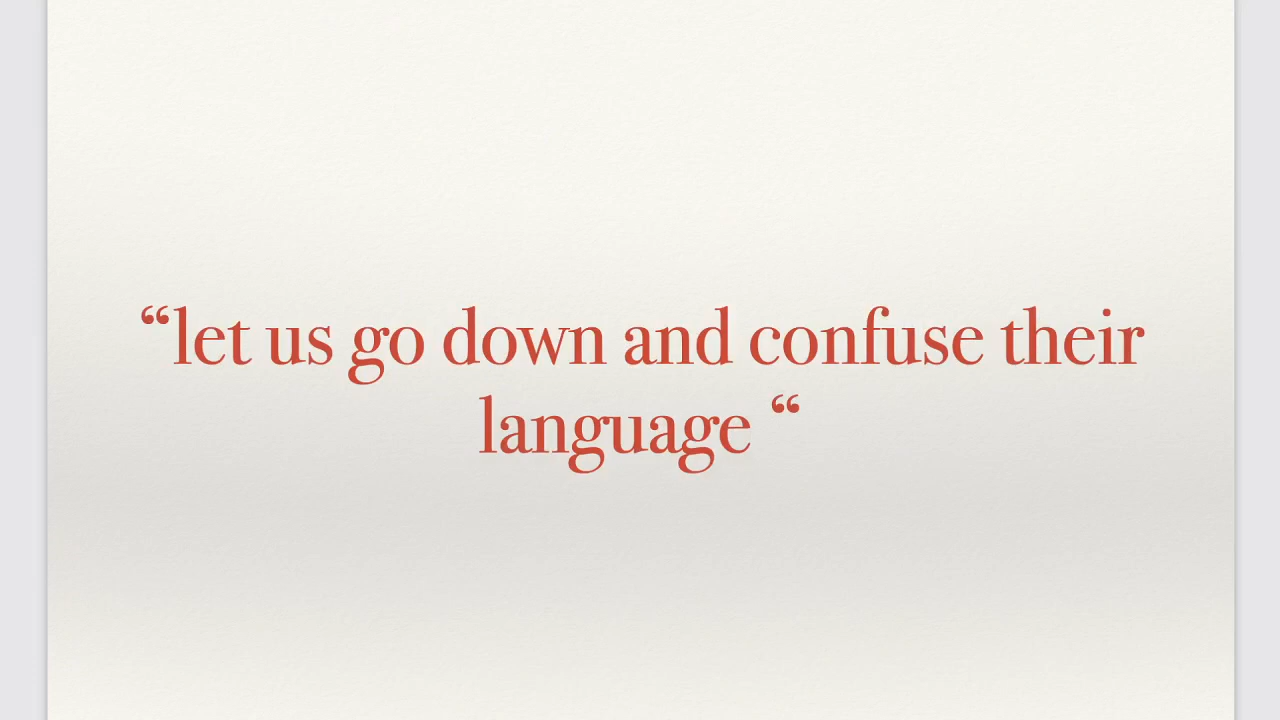 “let us go down and confuse their
language “